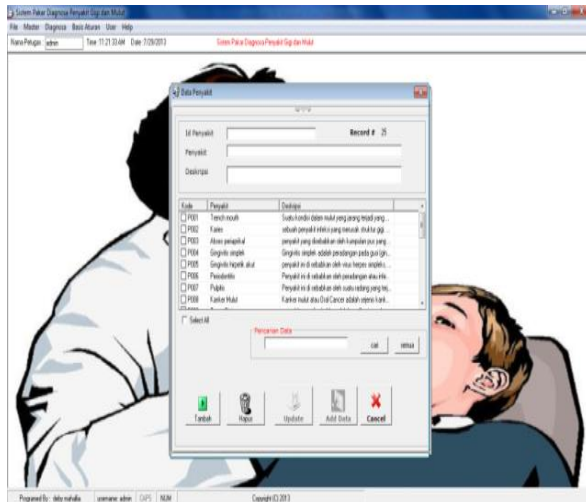 Sistem Pakar Diagnosa Penyakit Gigi dan Mulut
File Master Diagnosa Basis Aturan User Help
Nama Petugas admin Time 11:21:33 AM Date 7/29/2013 Sistem Pakar Diagnosa Penyakit Gigi dan Mulut
Data Penyakit
Id Penyakit Record # 25
Penyakit
Deskripsi
Kode Penyakit Deskripsi
P001 Trench mouth Suatu kondisi dalam mulut yang jarang terjadi yang ...
P002 Karies sebuah penyakit infeksi yang merusak struktur gigi ...
P003 Abses periapikal penyakit yang disebabkan oleh kumpulan pus yang ...
P004 Gingivitis simplek Gingivitis simplek adalah peradangan pada gusi (gin...
P005 Gingivitis hepetik akut Penyakit ini di sebabkan oleh virus herpes simpleks ...
P006 Periodontitis Penyakit ini di sebabkan oleh peradangan atau infe...
P007 Pulpitis Penyakit ini di sebabkan oleh suatu radang yang terj...
P008 Kanker Mulut Kanker mulut atau Oral Cancer adalah sejenis kank...
Select All
Pencarian Data
cari semua
Tambah Hapus Update Add Data Cancel
Programed By : deby mahalla username: admin CAPS NUM Copyright (C) 2013